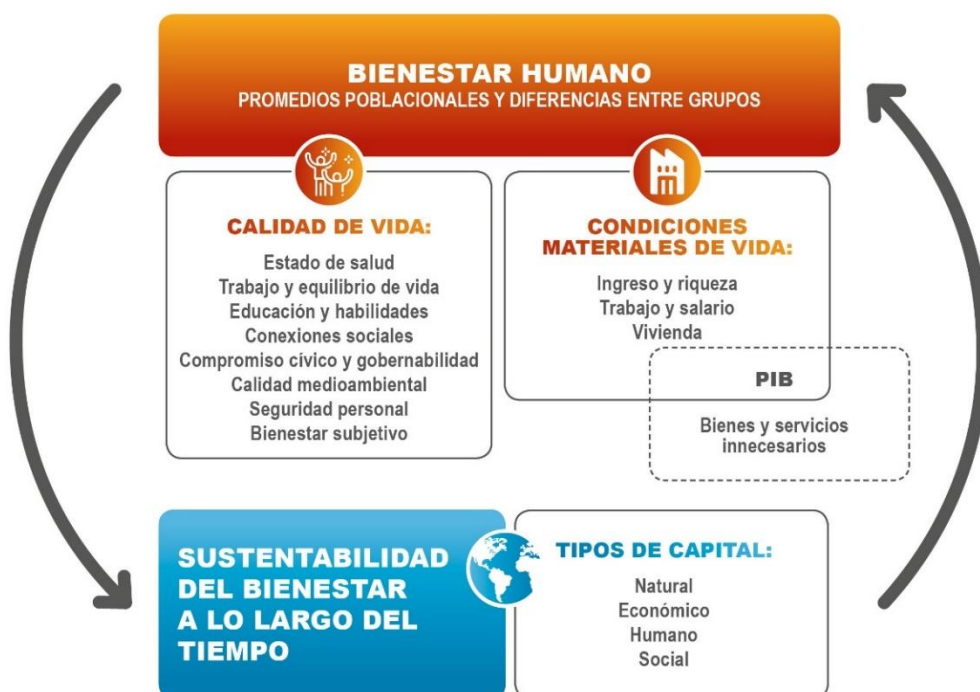 BIENESTAR HUMANO
PROMEDIOS POBLACIONALES Y DIFERENCIAS ENTRE GRUPOS
CALIDAD DE VIDA:
Estado de salud
Trabajo y equilibrio de vida
Educación y habilidades
Conexiones sociales
Compromiso cívico y gobernabilidad
Calidad medioambiental
Seguridad personal
Bienestar subjetivo
CONDICIONES
MATERIALES DE VIDA:
Ingreso y riqueza
Trabajo y salario
Vivienda
PIB
Bienes y servicios
innecesarios
SUSTENTABILIDAD
DEL BIENESTAR
A LO LARGO DEL
TIEMPO
TIPOS DE CAPITAL:
Natural
Económico
Humano
Social